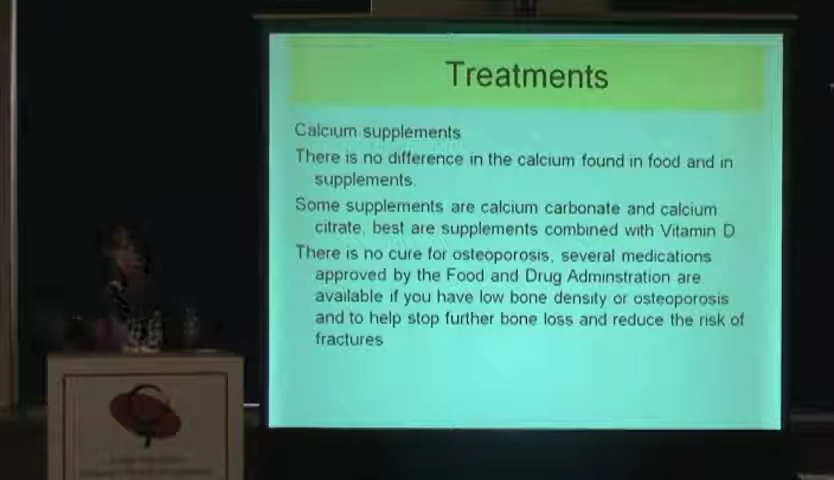 Treatments
Calcium supplements
There is no difference in the calcium found in food and in
supplements.
Some supplements are calcium carbonate and calcium
citrate, best are supplements combined with Vitamin D
There is no cure for osteoporosis, several medications
approved by the Food and Drug Adminstration are
available if you have low bone density or osteoporosis
and to help stop further bone loss and reduce the risk of
fractures